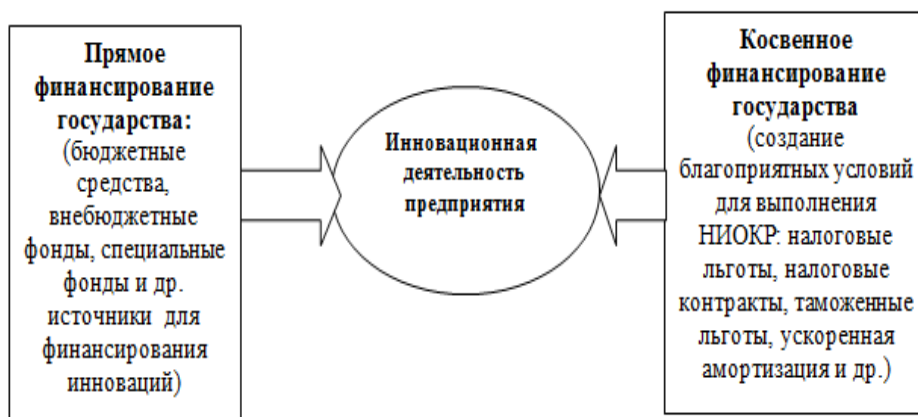 Прямое
финансирование
государства:
(бюджетные
средства,
внебюджетные
фонды, специальные
фонды и др.
источники для
финансирования
инноваций)
Инновационная
деятельность
предприятия
Косвенное
финансирование
государства
(создание
благоприятных условий
для выполнения
НИОКР: налоговые
льготы, налоговые
контракты, таможенные
льготы, ускоренная
амортизация и др.)